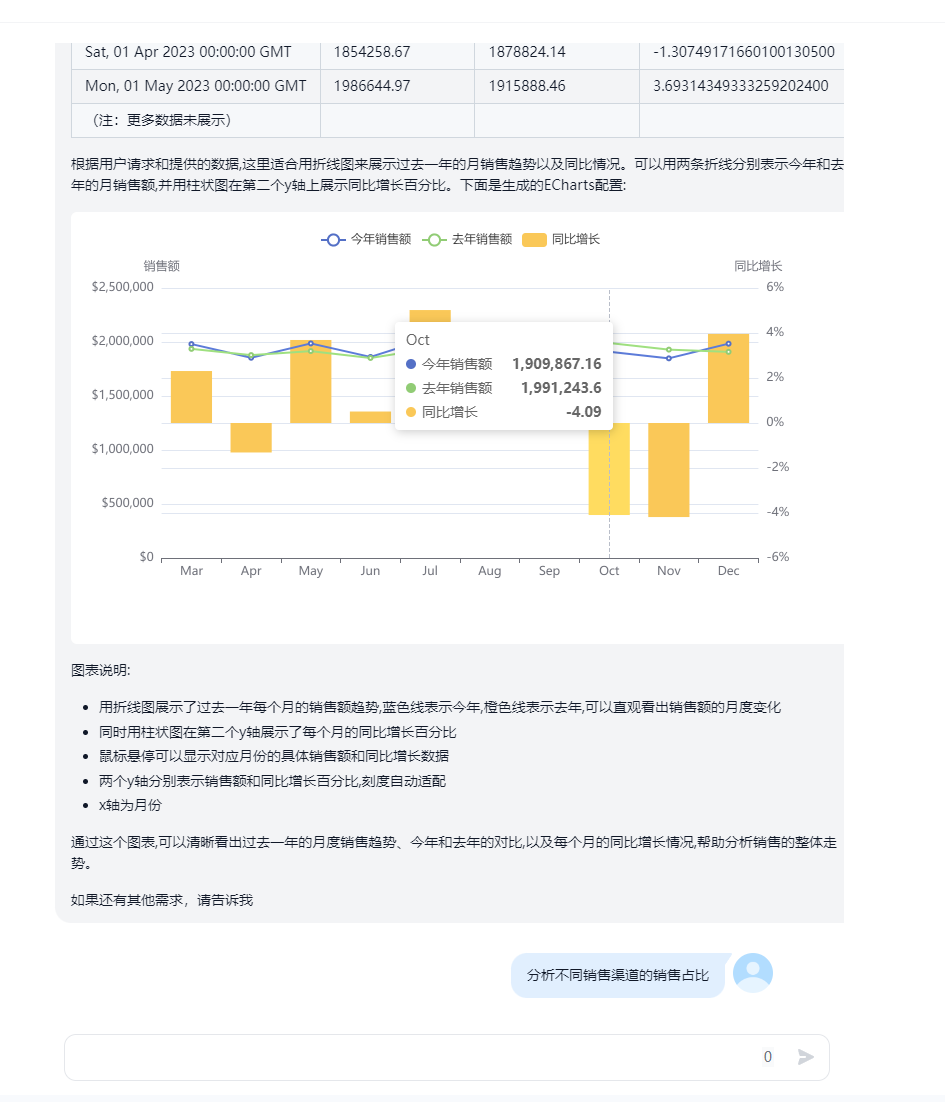 Sat, 01 Apr 2023 00:00:00 GMT 1854258.67 1878824.14 -1.30749171660100130500
Mon, 01 May 2023 00:00:00 GMT 1986644.97 1915888.46 3.69314349333259202400
（注：更多数据未展示）
根据用户请求和提供的数据,这里适合用折线图来展示过去一年的月销售趋势以及同比情况。可以用两条折线分别表示今年和去
年的月销售额,并用柱状图在第二个y轴上展示同比增长百分比。下面是生成的ECharts配置:
今年销售额 去年销售额 同比增长
销售额 同比增长
$2,500,000 6%
$2,000,000 4%
$1,500,000 2%
$1,000,000 0%
$500,000 -2%
$0 -4%
-6%
Oct
今年销售额 1,909,867.16
去年销售额 1,991,243.6
同比增长 -4.09
Mar Apr May Jun Jul Aug Sep Oct Nov Dec
图表说明:
用折线图展示了过去一年每个月的销售额趋势,蓝色线表示今年,橙色线表示去年,可以直观看出销售额的月度变化
同时用柱状图在第二个y轴展示了每个月的同比增长百分比
鼠标悬停可以显示对应月份的具体销售额和同比增长数据
两个y轴分别表示销售额和同比增长百分比,刻度自动适配
x轴为月份
通过这个图表,可以清晰看出过去一年的月度销售趋势、今年和去年的对比,以及每个月的同比增长情况,帮助分析销售的整体走
势。
如果还有其他需求，请告诉我
分析不同销售渠道的销售占比
0